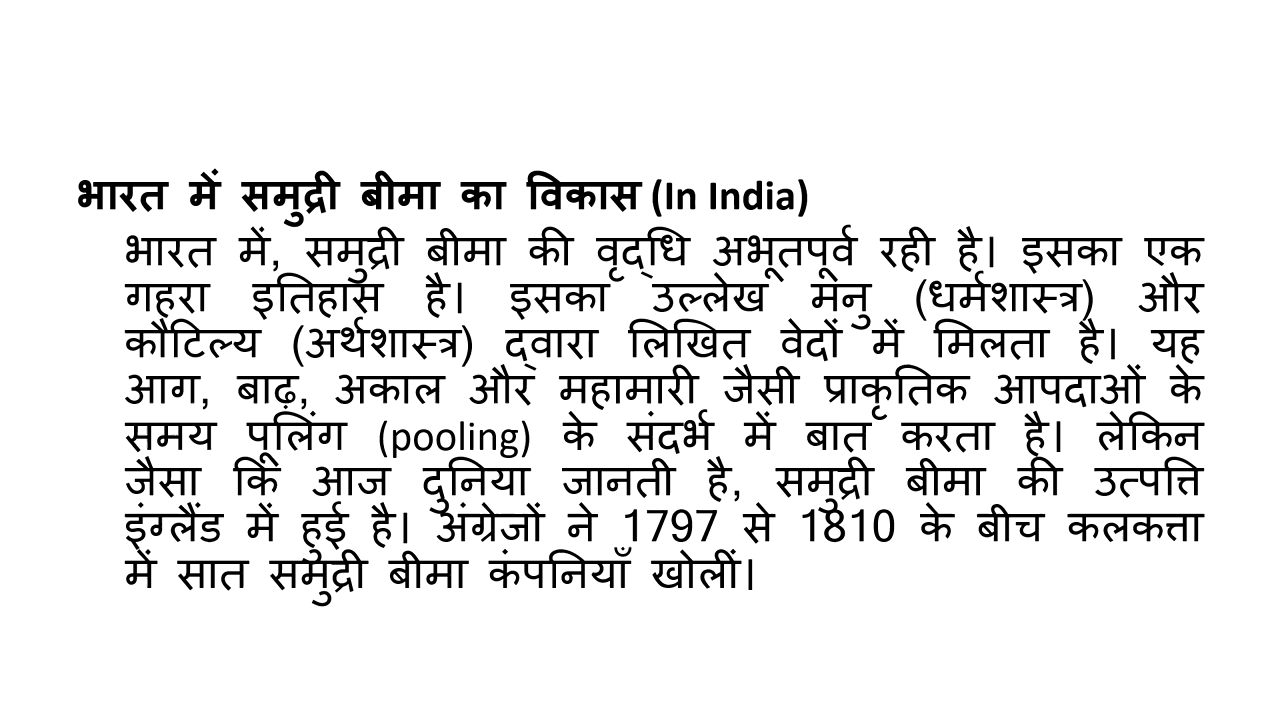 भारत में समुद्री बीमा का विकास (In India)
भारत में, समुद्री बीमा की वृद्धि अभूतपूर्व रही है। इसका एक
गहरा इतिहास है। इसका उल्लेख मनु (धर्मशास्त्र) और
कौटिल्य (अर्थशास्त्र) द्वारा लिखित वेदों में मिलता है। यह
आग, बाढ़, अकाल और महामारी जैसी प्राकृतिक आपदाओं के
समय पूलिंग (pooling) के संदर्भ में बात करता है। लेकिन
जैसा कि आज दुनिया जानती है, समुद्री बीमा की उत्पत्ति
इंग्लैंड में हुई है। अंग्रेजों ने 1797 से 1810 के बीच कलकत्ता
में सात समुद्री बीमा कंपनियाँ खोलीं।